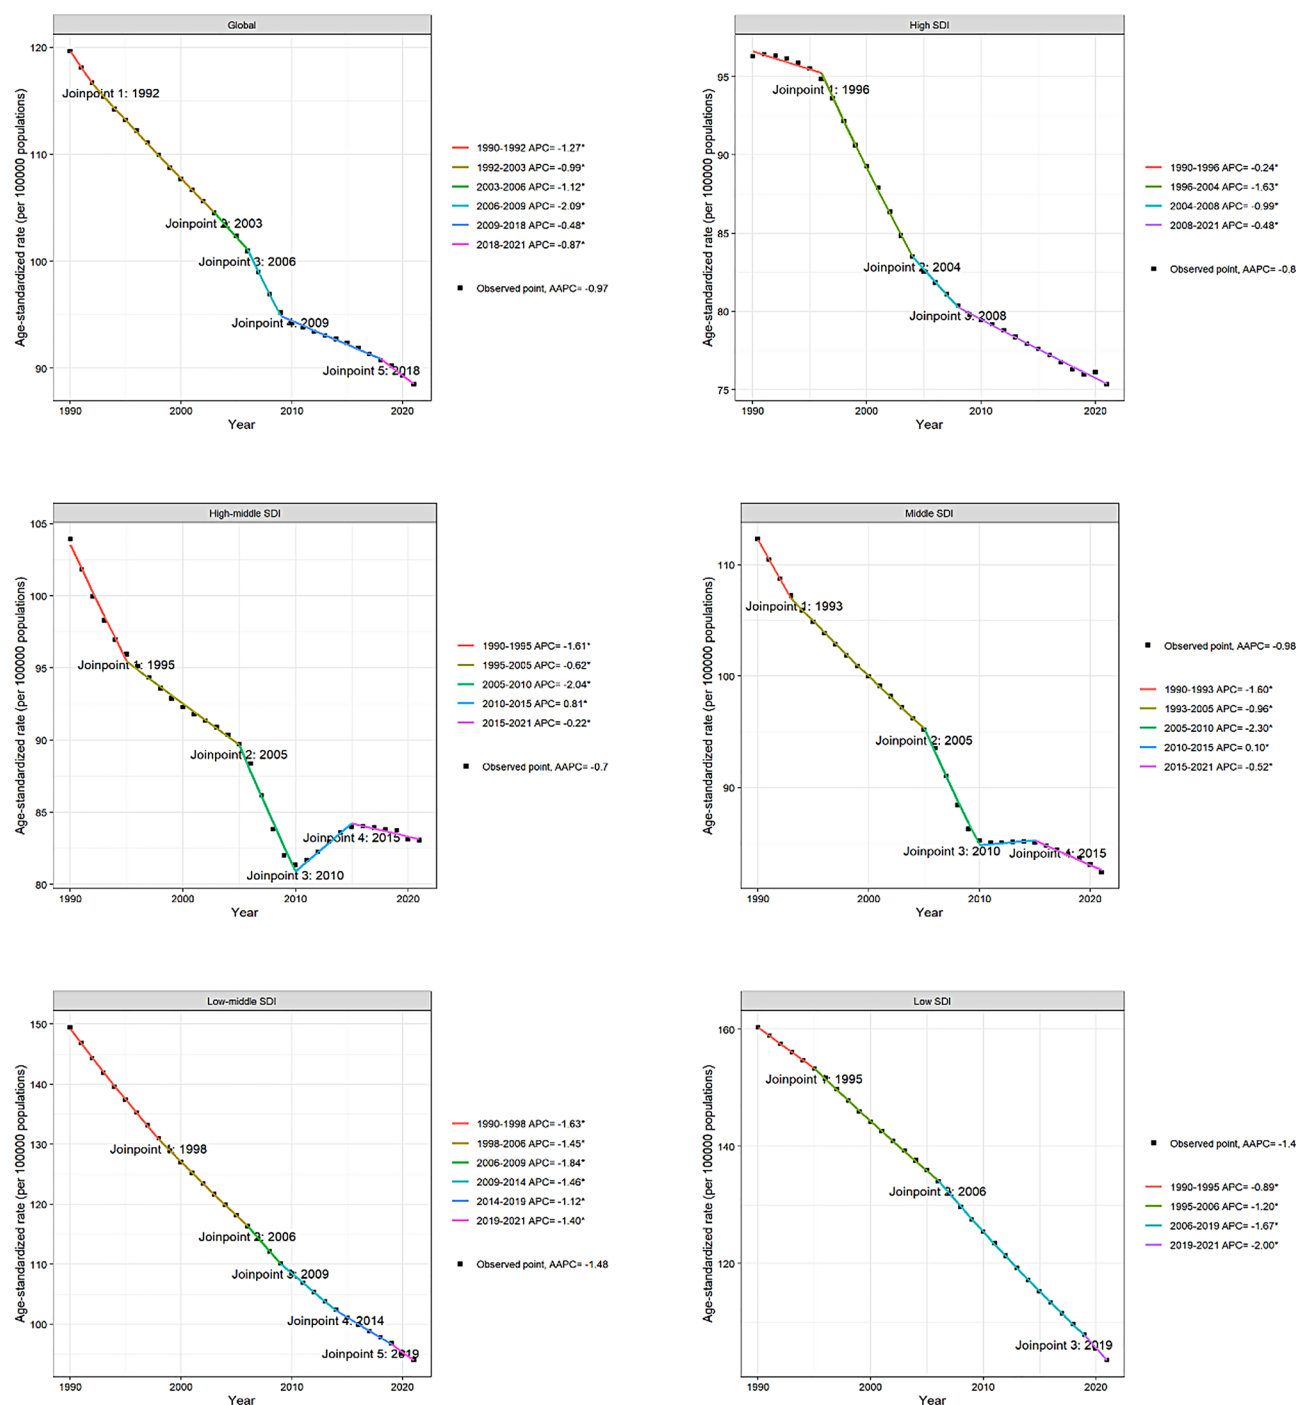 Global
Age-standardized rate (per 100000 populations)
120
110
100
90
Joinpoint 1: 1992
Joinpoint 2: 2003
Joinpoint 3: 2006
Joinpoint 4: 2009
Joinpoint 5: 2018
1990
2000
2010
2020
Year
1990-1992 APC= -1.27*
1992-2003 APC= -0.99*
2003-2006 APC= -1.12*
2006-2009 APC= -2.09*
2009-2018 APC= -0.48*
2018-2021 APC= -0.87*
Observed point, AAPC= -0.97
High SDI
Age-standardized rate (per 100000 populations)
95
90
85
80
75
Joinpoint 1: 1996
Joinpoint 2: 2004
Joinpoint 3: 2008
1990
2000
2010
2020
Year
1990-1996 APC= -0.24*
1996-2004 APC= -1.63*
2004-2008 APC= -0.99*
2008-2021 APC= -0.48*
Observed point, AAPC= -0.8
High-middle SDI
Age-standardized rate (per 100000 populations)
105
100
95
90
85
80
Joinpoint 1: 1995
Joinpoint 2: 2005
Joinpoint 4: 2015
Joinpoint 3: 2010
1990
2000
2010
2020
Year
1990-1995 APC= -1.61*
1995-2005 APC= -0.62*
2005-2010 APC= -2.04*
2010-2015 APC= 0.81*
2015-2021 APC= -0.22*
Observed point, AAPC= -0.7
Middle SDI
Age-standardized rate (per 100000 populations)
110
100
90
Joinpoint 1: 1993
Joinpoint 2: 2005
Joinpoint 3: 2010
Joinpoint 4: 2015
1990
2000
2010
2020
Year
Observed point, AAPC= -0.98
1990-1993 APC= -1.60*
1993-2005 APC= -0.96*
2005-2010 APC= -2.30*
2010-2015 APC= 0.10*
2015-2021 APC= -0.52*
Low-middle SDI
Age-standardized rate (per 100000 populations)
150
140
130
120
110
100
Joinpoint 1: 1998
Joinpoint 2: 2006
Joinpoint 3: 2009
Joinpoint 4: 2014
Joinpoint 5: 2019
1990
2000
2010
2020
Year
1990-1998 APC= -1.63*
1998-2006 APC= -1.45*
2006-2009 APC= -1.84*
2009-2014 APC= -1.46*
2014-2019 APC= -1.12*
2019-2021 APC= -1.40*
Observed point, AAPC= -1.48
Low SDI
Age-standardized rate (per 100000 populations)
160
140
120
Joinpoint 1: 1995
Joinpoint 2: 2006
Joinpoint 3: 2019
1990
2000
2010
2020
Year
Observed point, AAPC= -1.4
1990-1995 APC= -0.89*
1995-2006 APC= -1.20*
2006-2019 APC= -1.67*
2019-2021 APC= -2.00*